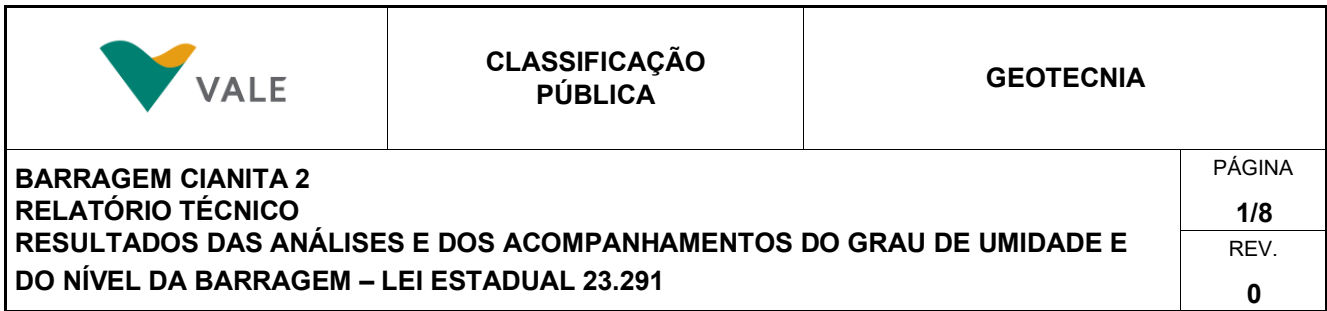 VALE
CLASSIFICAÇÃO
PÚBLICA
GEOTECNIA
BARRAGEM CIANITA 2
RELATÓRIO TÉCNICO
RESULTADOS DAS ANÁLISES E DOS ACOMPANHAMENTOS DO GRAU DE UMIDADE E
DO NÍVEL DA BARRAGEM – LEI ESTADUAL 23.291
PÁGINA
1/8
REV.
0